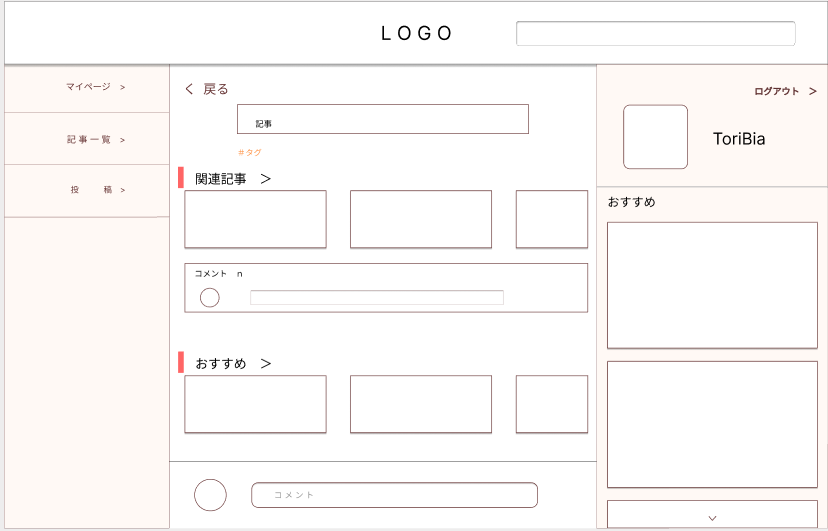 LOGO
マイページ >
記事一覧 >
投 稿 >
< 戻る
記事
#タグ
関連記事 >
コメント n
おすすめ >
コメント
ログアウト >
ToriBia
おすすめ